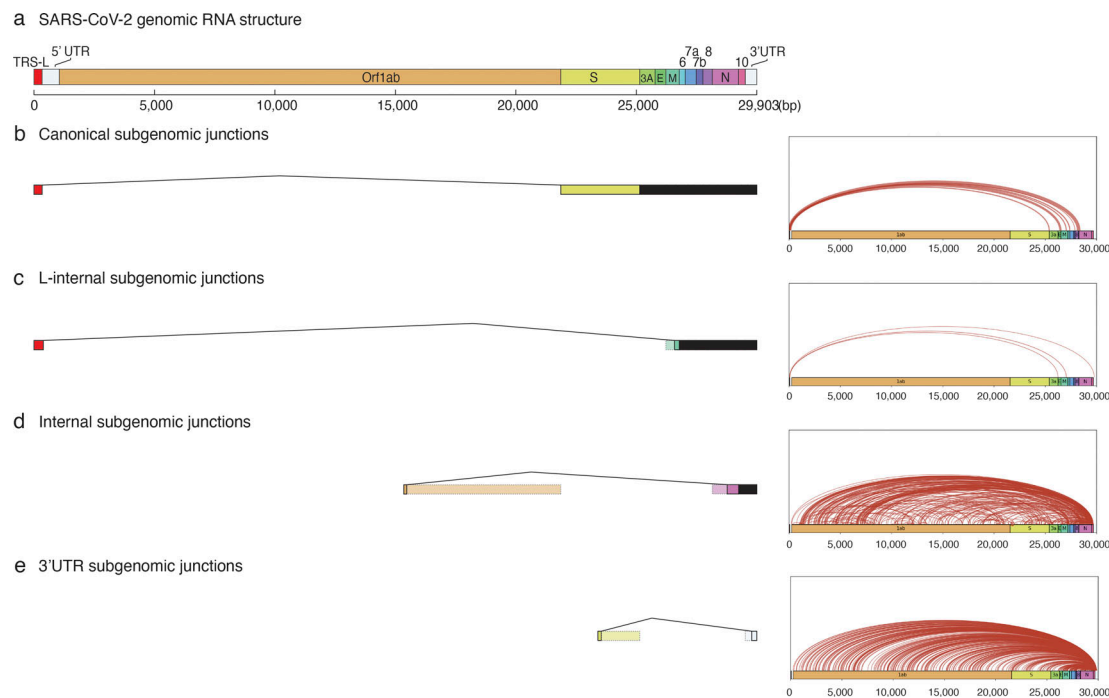 a SARS-CoV-2 genomic RNA structure
TRS-L 5' UTR 7a 8 3'UTR
6 7b 10
Orf1ab S 3A E M N
0 5,000 10,000 15,000 20,000 25,000 29,903(bp)
b Canonical subgenomic junctions
1ab S 3a M N
0 5,000 10,000 15,000 20,000 25,000 30,000
c L-internal subgenomic junctions
1ab S 3a M N
0 5,000 10,000 15,000 20,000 25,000 30,000
d Internal subgenomic junctions
1ab S 3a M N
0 5,000 10,000 15,000 20,000 25,000 30,000
e 3'UTR subgenomic junctions
1ab S 3a M N
0 5,000 10,000 15,000 20,000 25,000 30,000